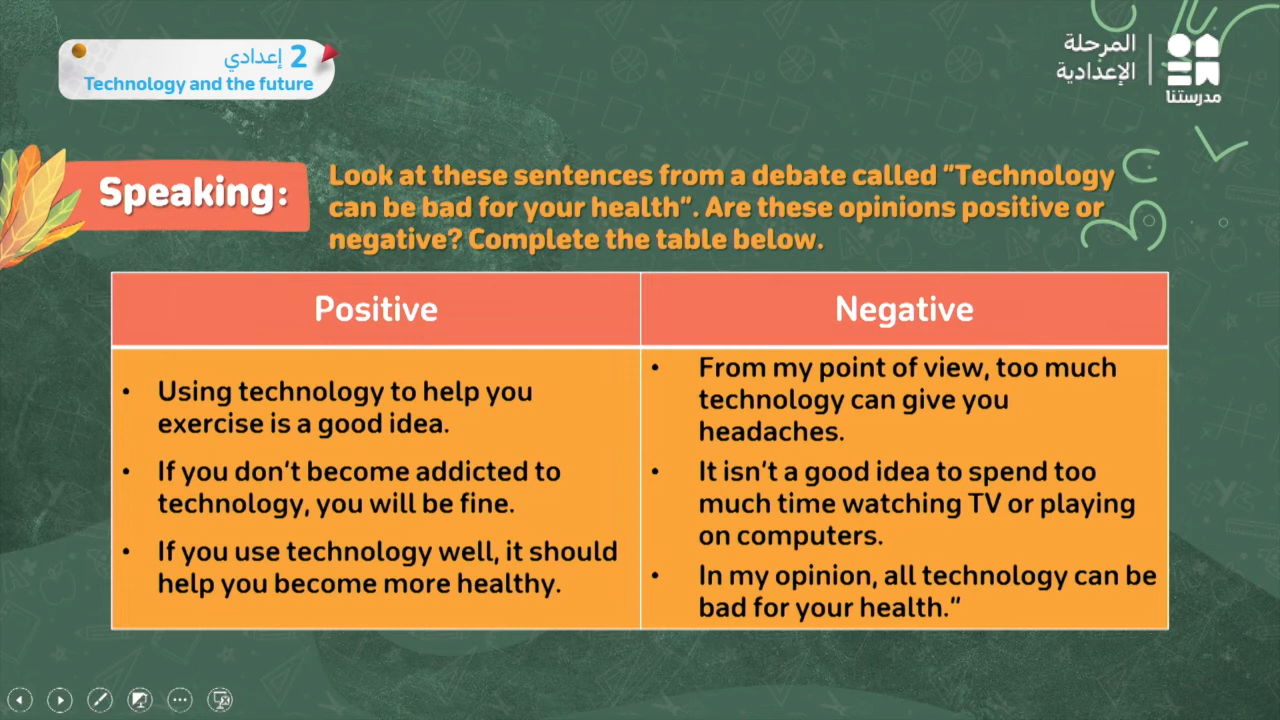 2 إعدادي
Technology and the future
المرحلة
الإعدادية
مدرستنا
Speaking:
Look at these sentences from a debate called "Technology
can be bad for your health". Are these opinions positive or
negative? Complete the table below.
Positive
Negative
• Using technology to help you
exercise is a good idea.
• If you don't become addicted to
technology, you will be fine.
• If you use technology well, it should
help you become more healthy.
• From my point of view, too much
technology can give you
headaches.
• It isn't a good idea to spend too
much time watching TV or playing
on computers.
• In my opinion, all technology can be
bad for your health."